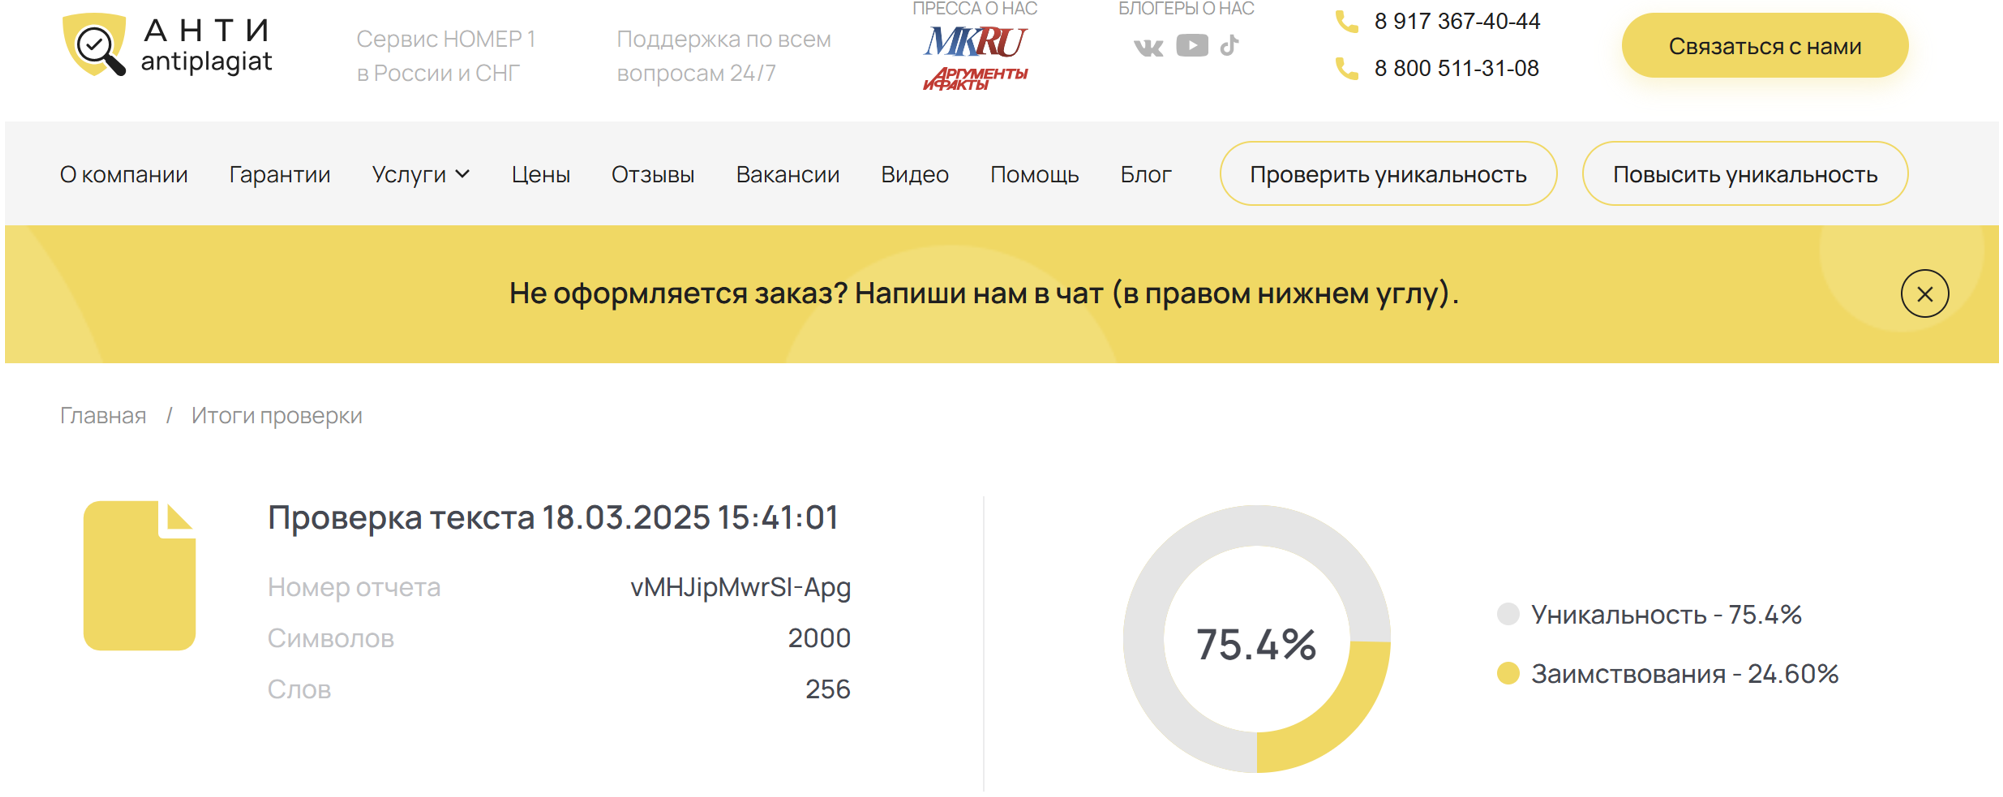 АНТИ
antiplagiat
Сервис НОМЕР 1
в России и СНГ
Поддержка по всем
вопросам 24/7
ПРЕССА О НАС
MKRU
АРГУМЕНТЫ
И ФАКТЫ
БЛОГЕРЫ О НАС
8 917 367-40-44
8 800 511-31-08
Связаться с нами
О компании Гарантии Услуги Цены Отзывы Вакансии Видео Помощь Блог Проверить уникальность Повысить уникальность
Не оформляется заказ? Напиши нам в чат (в правом нижнем углу).
Главная / Итоги проверки
Проверка текста 18.03.2025 15:41:01
Номер отчета vMHJipMwrSI-Apg
Символов 2000
Слов 256
75.4%
Уникальность - 75.4%
Заимствования - 24.60%